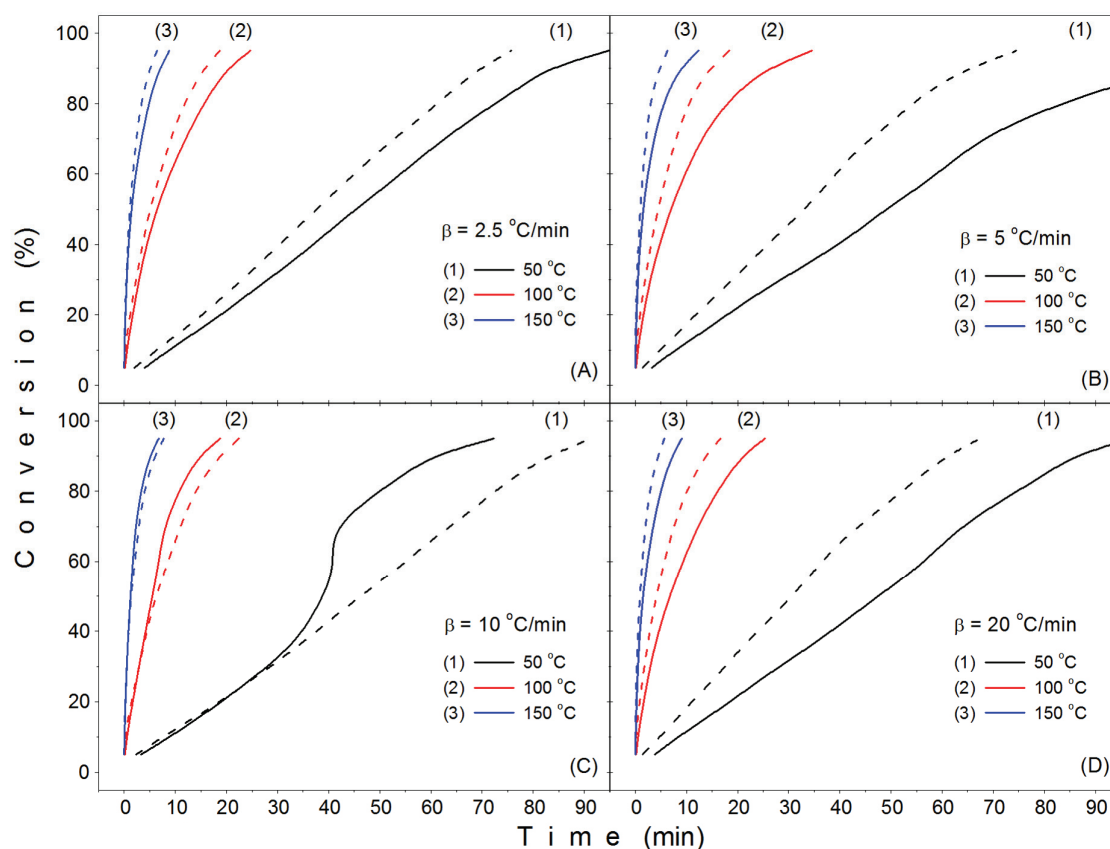 100
80
60
40
20
0
(3)
(2)
(1)
β = 2.5 °C/min
(1) 50 °C
(2) 100 °C
(3) 150 °C
(A)
(3)
(2)
(1)
β = 5 °C/min
(1) 50 °C
(2) 100 °C
(3) 150 °C
(B)
Conversion (%)
100
80
60
40
20
0
(3)
(2)
(1)
β = 10 °C/min
(1) 50 °C
(2) 100 °C
(3) 150 °C
(C)
0 10 20 30 40 50 60 70 80 90
(3)
(2)
(1)
β = 20 °C/min
(1) 50 °C
(2) 100 °C
(3) 150 °C
(D)
0 10 20 30 40 50 60 70 80 90
Time (min)